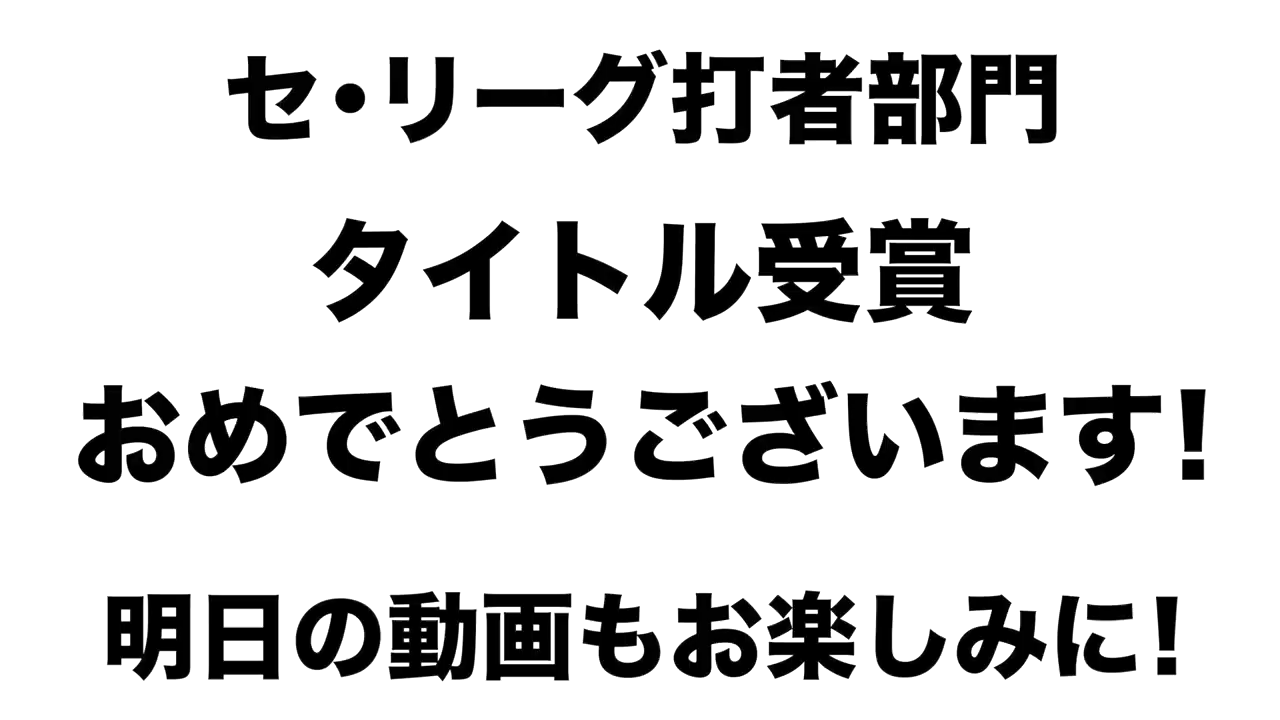 セ・リーグ打者部門
タイトル受賞
おめでとうございます!
明日の動画もお楽しみに!